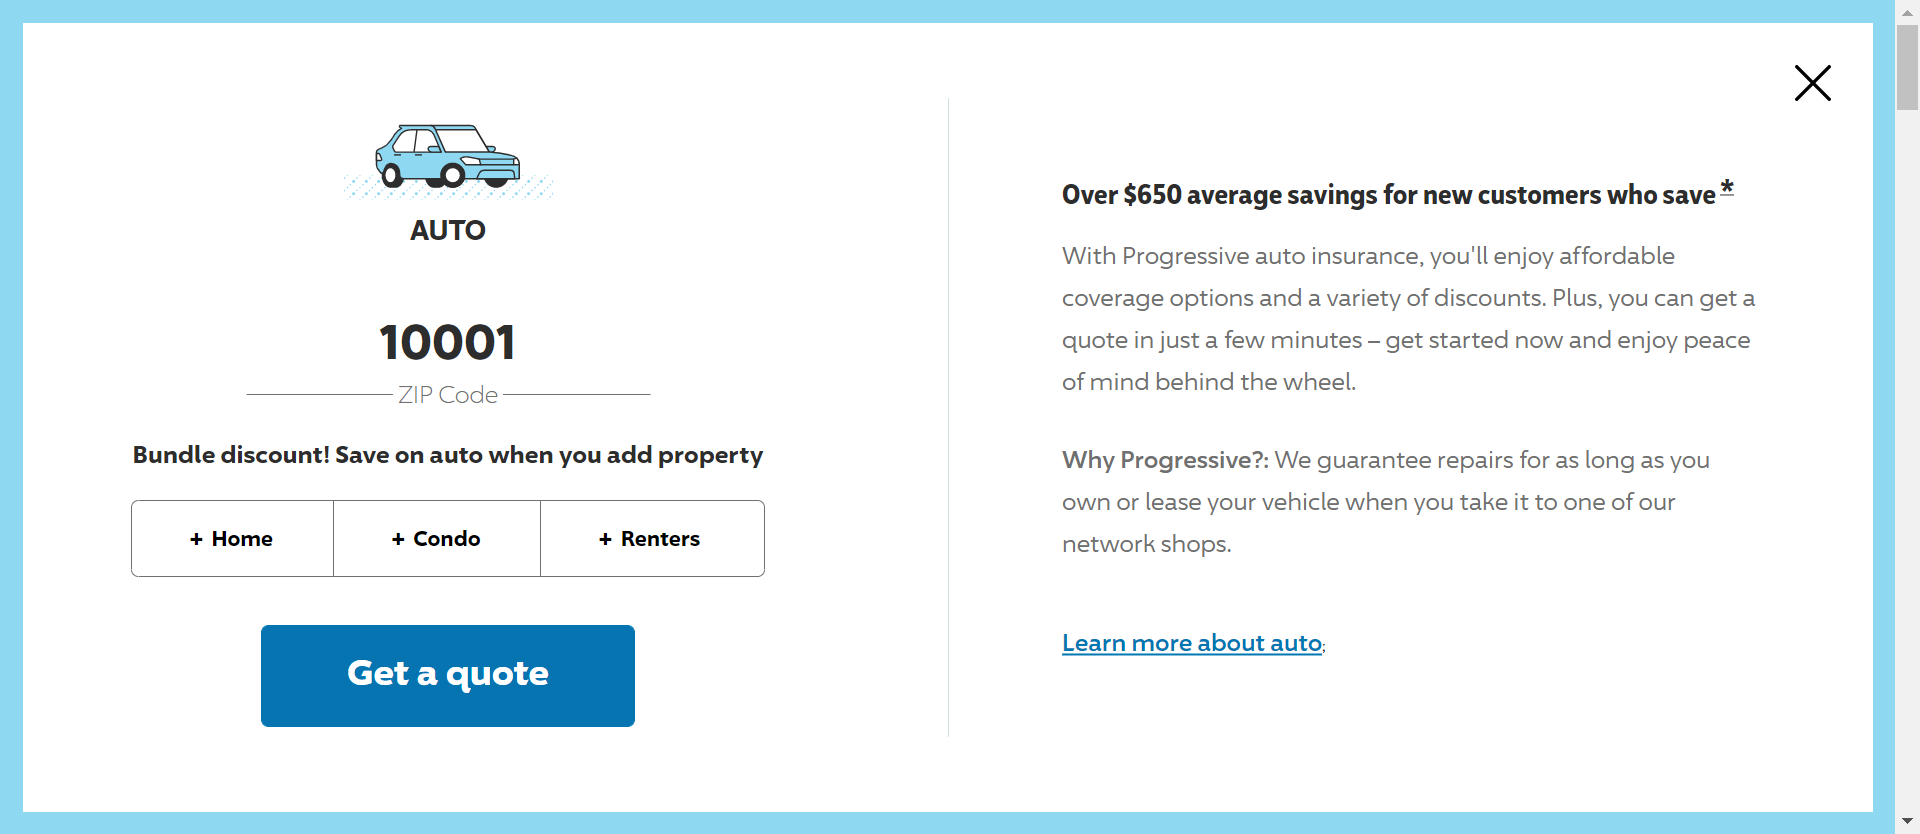 AUTO
10001
ZIP Code
Bundle discount! Save on auto when you add property
+ Home
+ Condo
+ Renters
Get a quote
Over $650 average savings for new customers who save*
With Progressive auto insurance, you'll enjoy affordable
coverage options and a variety of discounts. Plus, you can get a
quote in just a few minutes – get started now and enjoy peace
of mind behind the wheel.
Why Progressive?: We guarantee repairs for as long as you
own or lease your vehicle when you take it to one of our
network shops.
Learn more about auto;